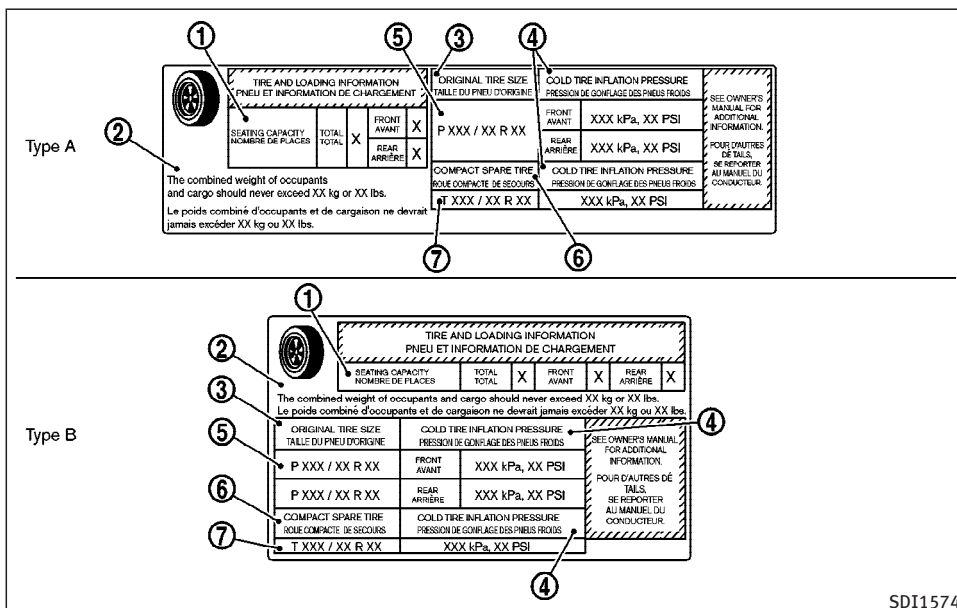 Type A
①
②
TIRE AND LOADING INFORMATION
PNEU ET INFORMATION DE CHARGEMENT
SEATING CAPACITY
NOMBRE DE PLACES
TOTAL
TOTAL
X
FRONT
AVANT
X
REAR
ARRIÈRE
X
The combined weight of occupants
and cargo should never exceed XX kg or XX lbs.
Le poids combiné d'occupants et de cargaison ne devrait
jamais excéder XX kg ou XX lbs.
⑤
③
④
ORIGINAL TIRE SIZE
TAILLE DU PNEU D'ORIGINE
COLD TIRE INFLATION PRESSURE
PRESSION DE GONFLAGE DES PNEUS FROIDS
P XXX / XX R XX
FRONT
AVANT
XXX kPa, XX PSI
REAR
ARRIÈRE
XXX kPa, XX PSI
COMPACT SPARE TIRE
ROUE COMPACTE DE SECOURS
COLD TIRE INFLATION PRESSURE
PRESSION DE GONFLAGE DES PNEUS FROIDS
T XXX / XX R XX
XXX kPa, XX PSI
SEE OWNER'S
MANUAL FOR
ADDITIONAL
INFORMATION.
POUR D'AUTRES
DÉ TAILS,
SE REPORTER
AU MANUEL DU
CONDUCTEUR.
⑦
⑥
Type B
①
②
③
⑤
⑥
⑦
TIRE AND LOADING INFORMATION
PNEU ET INFORMATION DE CHARGEMENT
SEATING CAPACITY
NOMBRE DE PLACES
TOTAL
TOTAL
X
FRONT
AVANT
X
REAR
ARRIÈRE
X
The combined weight of occupants and cargo should never exceed XX kg or XX lbs.
Le poids combiné d'occupants et de cargaison ne devrait jamais excéder XX kg ou XX lbs.
ORIGINAL TIRE SIZE
TAILLE DU PNEU D'ORIGINE
COLD TIRE INFLATION PRESSURE
PRESSION DE GONFLAGE DES PNEUS FROIDS
④
P XXX / XX R XX
FRONT
AVANT
XXX kPa, XX PSI
P XXX / XX R XX
REAR
ARRIÈRE
XXX kPa, XX PSI
COMPACT SPARE TIRE
ROUE COMPACTE DE SECOURS
COLD TIRE INFLATION PRESSURE
PRESSION DE GONFLAGE DES PNEUS FROIDS
T XXX / XX R XX
XXX kPa, XX PSI
SEE OWNER'S MANUAL
FOR ADDITIONAL
INFORMATION.
POUR D'AUTRES DÉ
TAILS,
SE REPORTER
AU MANUEL DU
CONDUCTEUR.
④
SDI1574